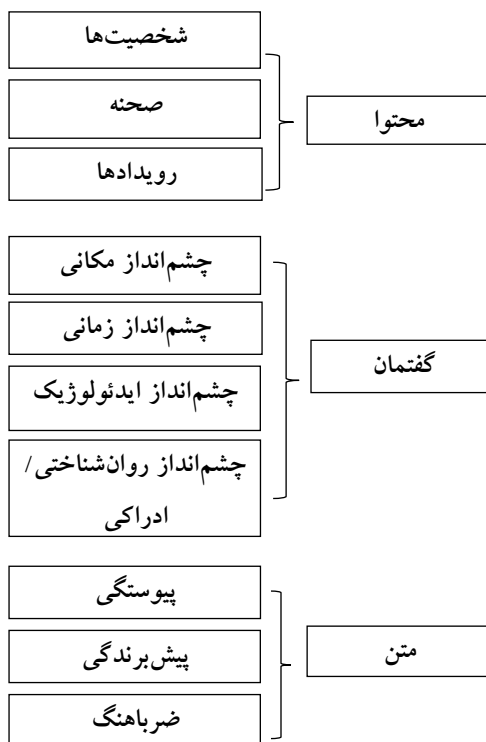 شخصیت‌ها
صحنه
محتوا
رویدادها
چشم‌انداز مکانی
چشم‌انداز زمانی
گفتمان
چشم‌انداز ایدئولوژیک
چشم‌انداز روان‌شناختی/
ادراکی
پیوستگی
پیش‌برندگی
متن
ضرباهنگ